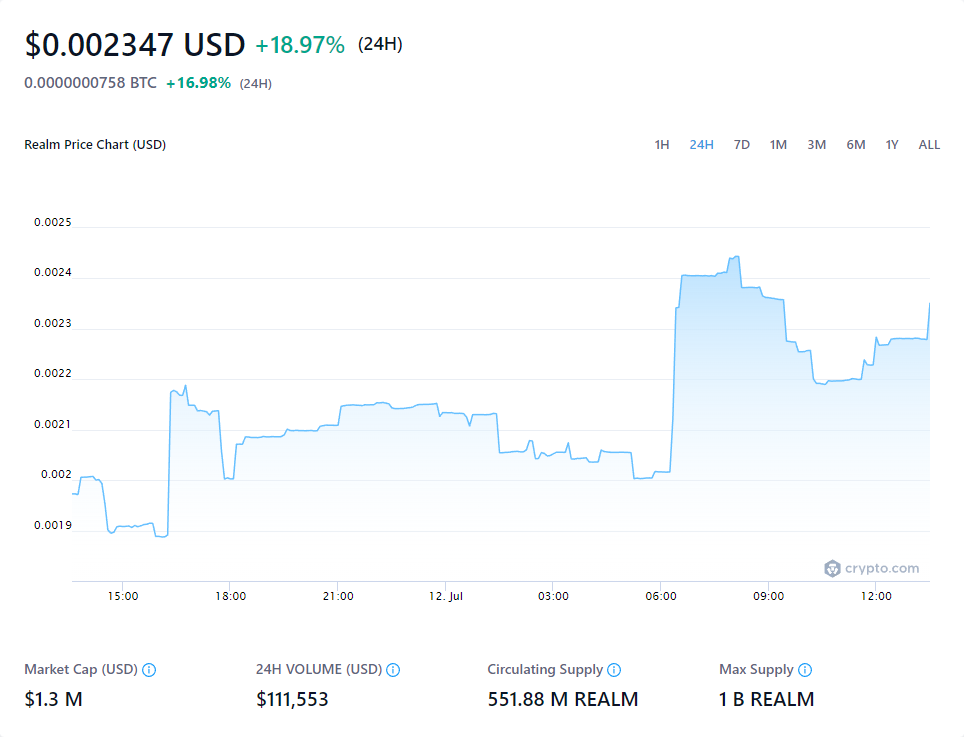 $0.002347 USD +18.97% (24H)
0.0000000758 BTC +16.98% (24H)
Realm Price Chart (USD) 1H 24H 7D 1M 3M 6M 1Y ALL
0.0025
0.0024
0.0023
0.0022
0.0021
0.002
0.0019
crypto.com
15:00 18:00 21:00 12. Jul 03:00 06:00 09:00 12:00
Market Cap (USD) 24H VOLUME (USD) Circulating Supply Max Supply
$1.3 M $111,553 551.88 M REALM 1 B REALM